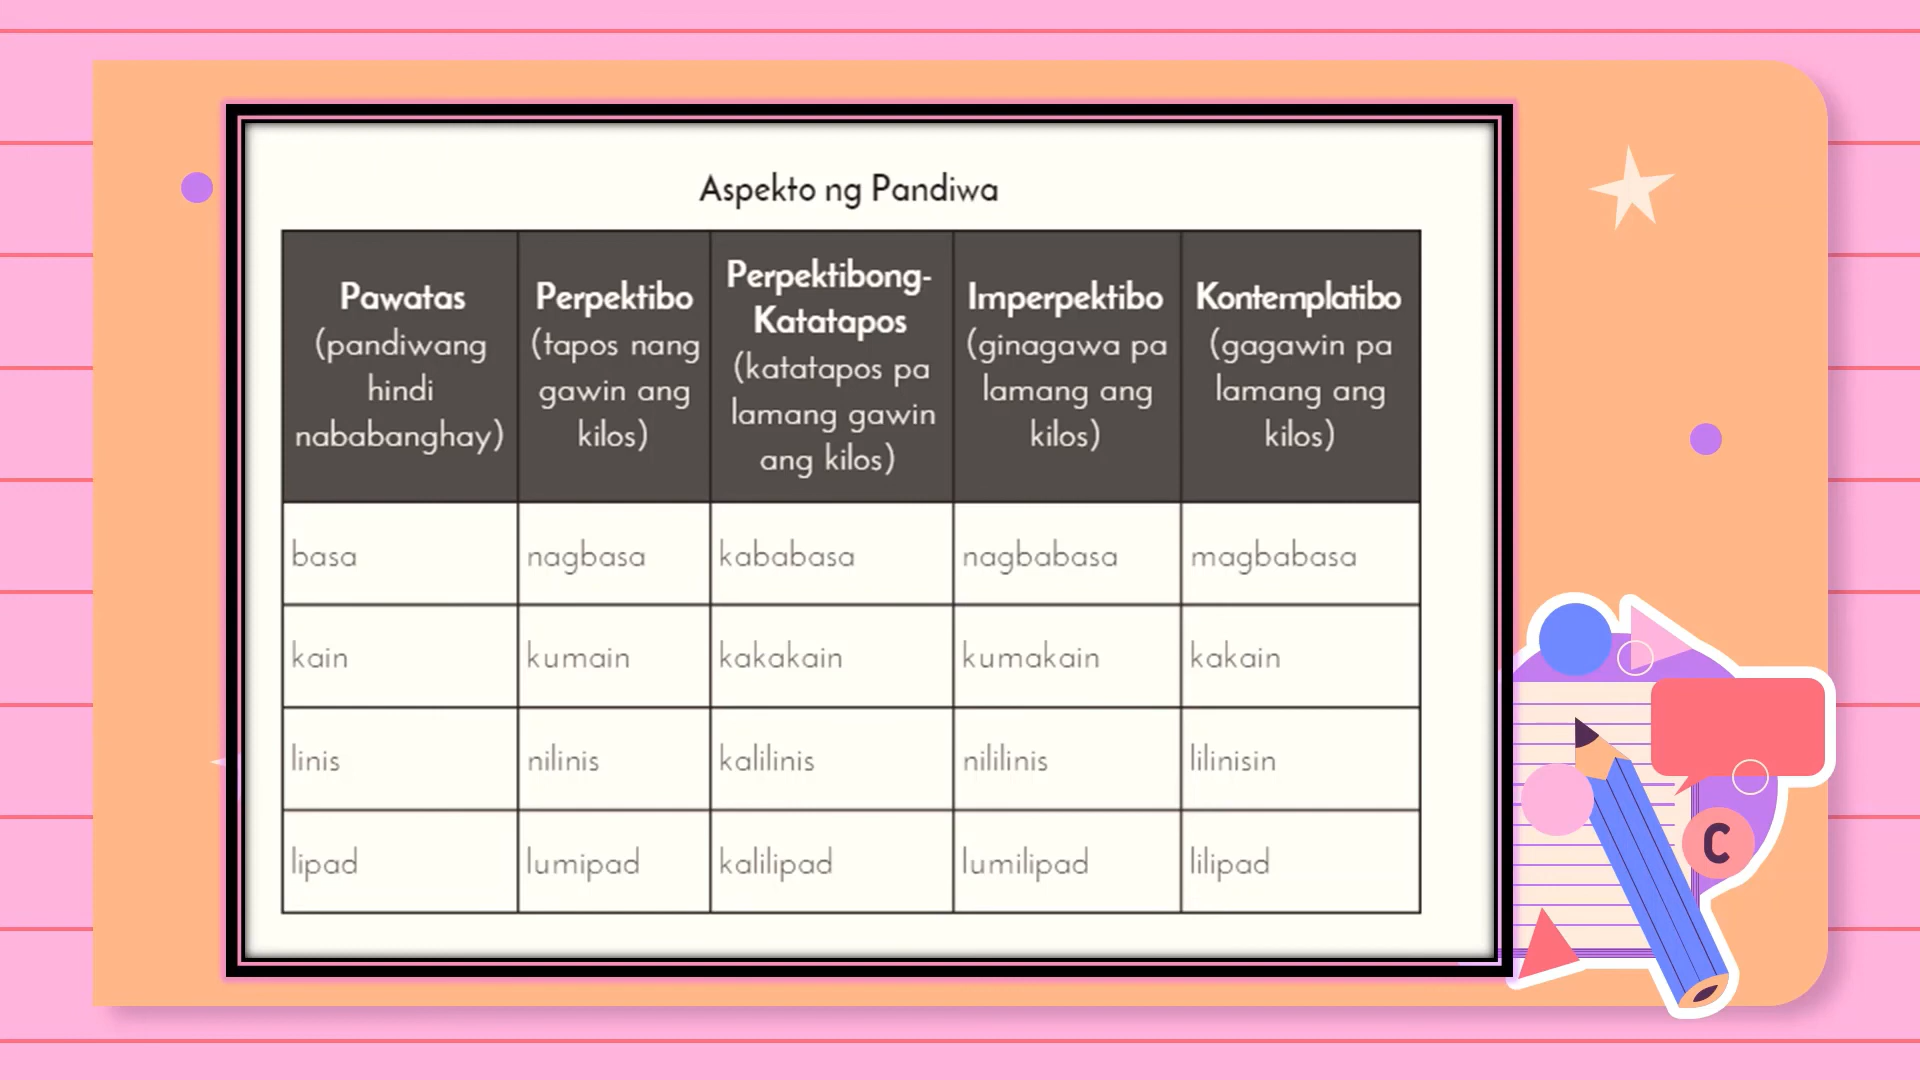 Aspekto ng Pandiwa
Pawatas
(pandiwang
hindi
nababanghay)
Perpektibo
(tapos nang
gawin ang
kilos)
Perpektibong-
Katatapos
(katatapos pa
lamang gawin
ang kilos)
Imperpektibo
(ginagawa pa
lamang ang
kilos)
Kontemplatibo
(gagawin pa
lamang ang
kilos)
basa nagbasa kababasa nagbabasa magbabasa
kain kumain kakakain kumakain kakain
linis nilinis kalilinis nililinis lilinisin
lipad lumipad kalilipad lumilipad lilipad
C